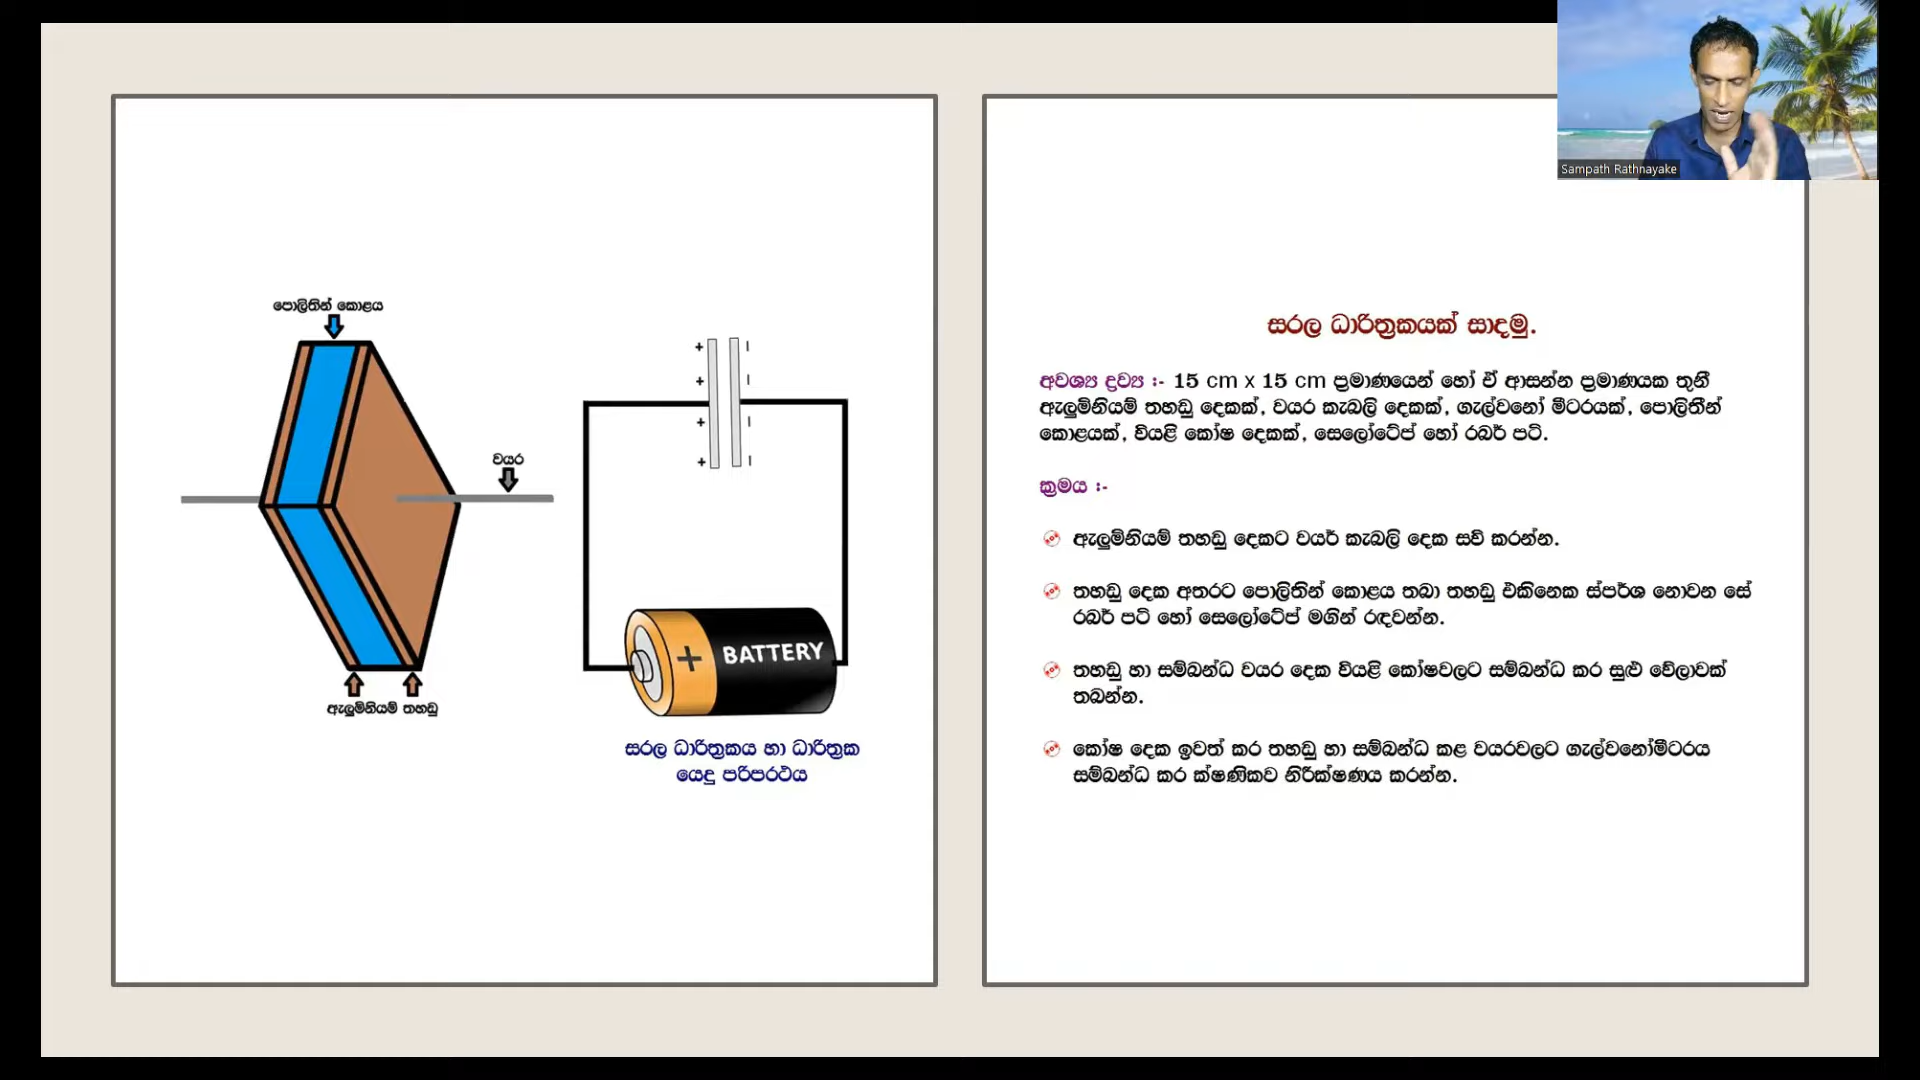 Sampath Rathnayake
පොලිතින් කොළය
වයර
ඇලුමිනියම් තහඩු
+
+
+
+
+ BATTERY
සරල ධාරිත්‍රකය හා ධාරිත්‍රක
යෙදූ පරිපථය
සරල ධාරිත්‍රකයක් සාදමු.
අවශ්‍ය ද්‍රව්‍ය :- 15 cm x 15 cm ප්‍රමාණයෙන් හෝ ඒ ආසන්න ප්‍රමාණයක තුනී
ඇලුමිනියම් තහඩු දෙකක්, වයර කැබලි දෙකක්, ගැල්වනෝ මීටරයක්, පොලිතීන්
කොළයක්, වියළි කෝෂ දෙකක්, සෙලෝටේප් හෝ රබර් පටි.
ක්‍රමය :-
ඇලුමිනියම් තහඩු දෙකට වයර් කැබලි දෙක සවි කරන්න.
තහඩු දෙක අතරට පොලිතින් කොළය තබා තහඩු එකිනෙක ස්පර්ශ නොවන සේ
රබර් පටි හෝ සෙලෝටේප් මගින් රඳවන්න.
තහඩු හා සම්බන්ධ වයර දෙක වියළි කෝෂවලට සම්බන්ධ කර සුළු වේලාවක්
තබන්න.
කෝෂ දෙක ඉවත් කර තහඩු හා සම්බන්ධ කළ වයරවලට ගැල්වනෝමීටරය
සම්බන්ධ කර ක්ෂණිකව නිරීක්ෂණය කරන්න.